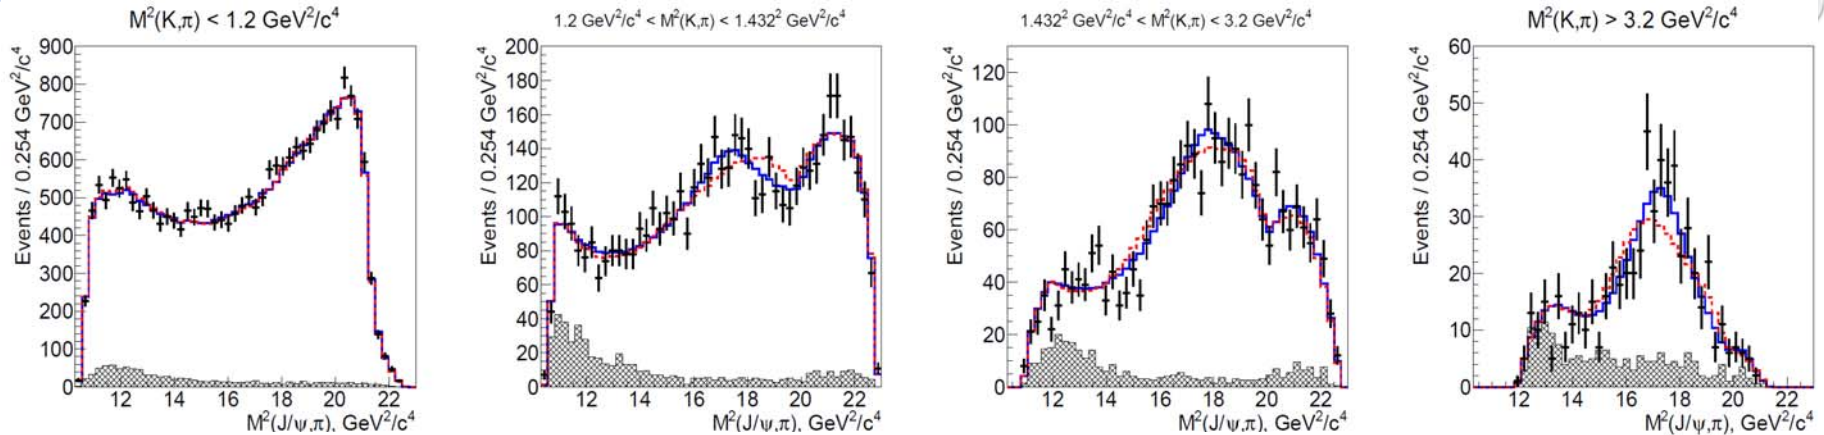 M²(K,π) < 1.2 GeV²/c⁴
Events / 0.254 GeV²/c⁴
900
800
700
600
500
400
300
200
100
0
12 14 16 18 20 22
M²(J/ψ,π), GeV²/c⁴
1.2 GeV²/c⁴ < M²(K,π) < 1.432² GeV²/c⁴
Events / 0.254 GeV²/c⁴
200
180
160
140
120
100
80
60
40
20
0
12 14 16 18 20 22
M²(J/ψ,π), GeV²/c⁴
1.432² GeV²/c⁴ < M²(K,π) < 3.2 GeV²/c⁴
Events / 0.254 GeV²/c⁴
120
100
80
60
40
20
0
12 14 16 18 20 22
M²(J/ψ,π), GeV²/c⁴
M²(K,π) > 3.2 GeV²/c⁴
Events / 0.254 GeV²/c⁴
60
50
40
30
20
10
0
12 14 16 18 20 22
M²(J/ψ,π), GeV²/c⁴